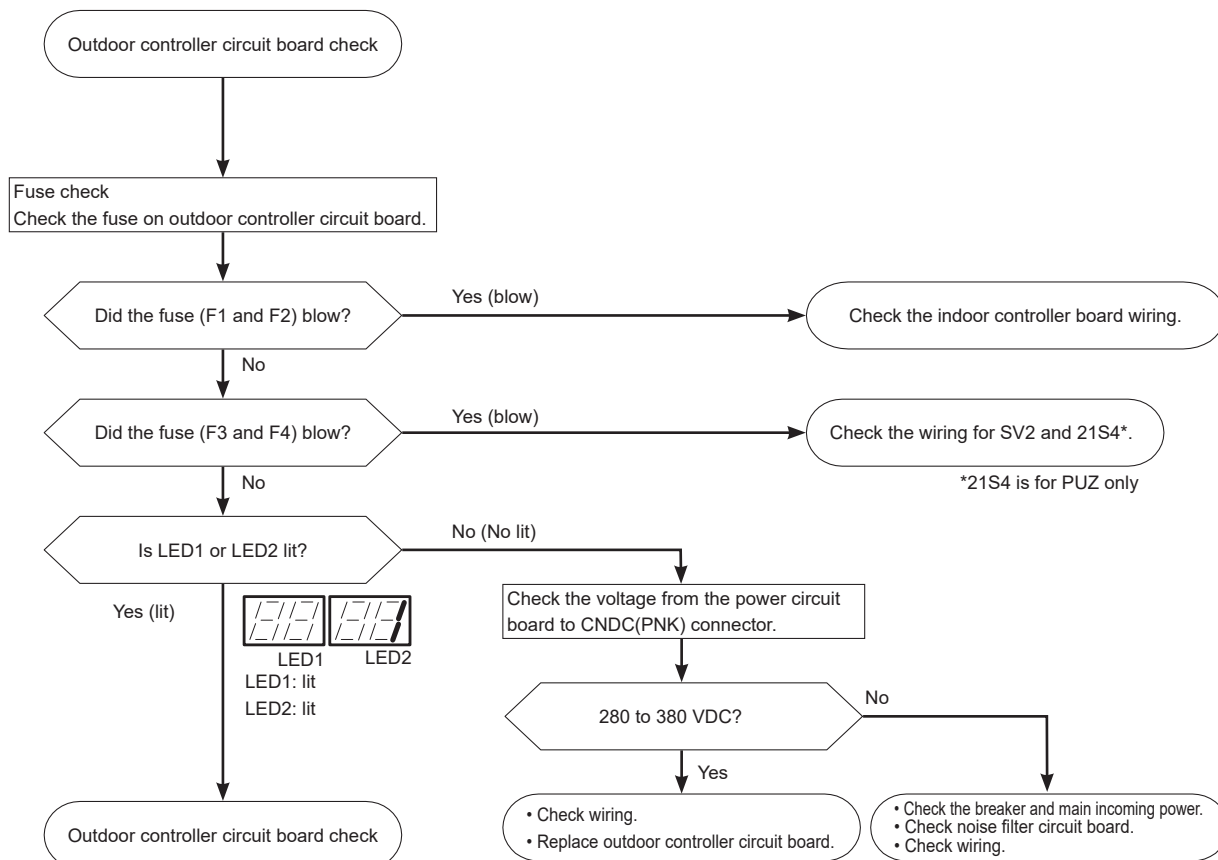 Outdoor controller circuit board check
Fuse check
Check the fuse on outdoor controller circuit board.
Did the fuse (F1 and F2) blow?
Yes (blow)
Check the indoor controller board wiring.
No
Did the fuse (F3 and F4) blow?
Yes (blow)
Check the wiring for SV2 and 21S4*.
*21S4 is for PUZ only
No
Is LED1 or LED2 lit?
No (No lit)
Yes (lit)
LED1
LED2
LED1: lit
LED2: lit
Check the voltage from the power circuit
board to CNDC(PNK) connector.
280 to 380 VDC?
No
Yes
Outdoor controller circuit board check
• Check wiring.
• Replace outdoor controller circuit board.
• Check the breaker and main incoming power.
• Check noise filter circuit board.
• Check wiring.